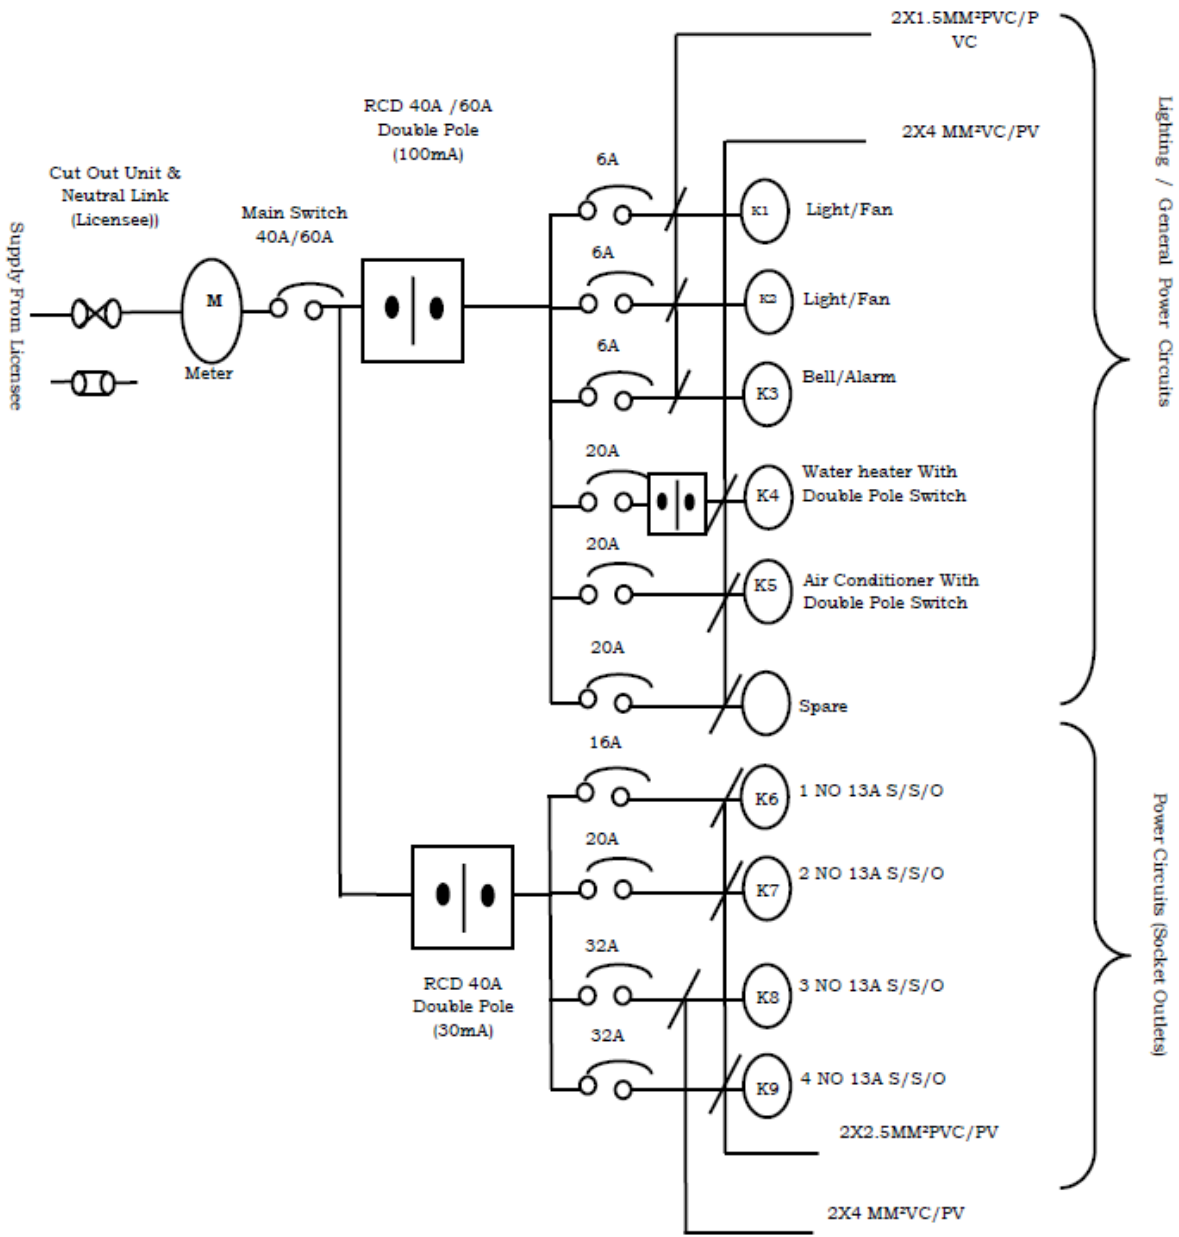 2X1.5MM²PVC/P
VC
RCD 40A /60A
Double Pole
(100mA)
2X4 MM²VC/PV
Cut Out Unit &
Neutral Link
(Licensee))
Main Switch
40A/60A
Supply From Licensee
M
Meter
6A
K1
Light/Fan
6A
K2
Light/Fan
6A
K3
Bell/Alarm
20A
K4
Water heater With
Double Pole Switch
20A
K5
Air Conditioner With
Double Pole Switch
20A
Spare
Lighting / General Power Circuits
16A
K6
1 NO 13A S/S/O
20A
K7
2 NO 13A S/S/O
32A
K8
3 NO 13A S/S/O
RCD 40A
Double Pole
(30mA)
32A
K9
4 NO 13A S/S/O
Power Circuits (Socket Outlets)
2X2.5MM²PVC/PV
2X4 MM²VC/PV